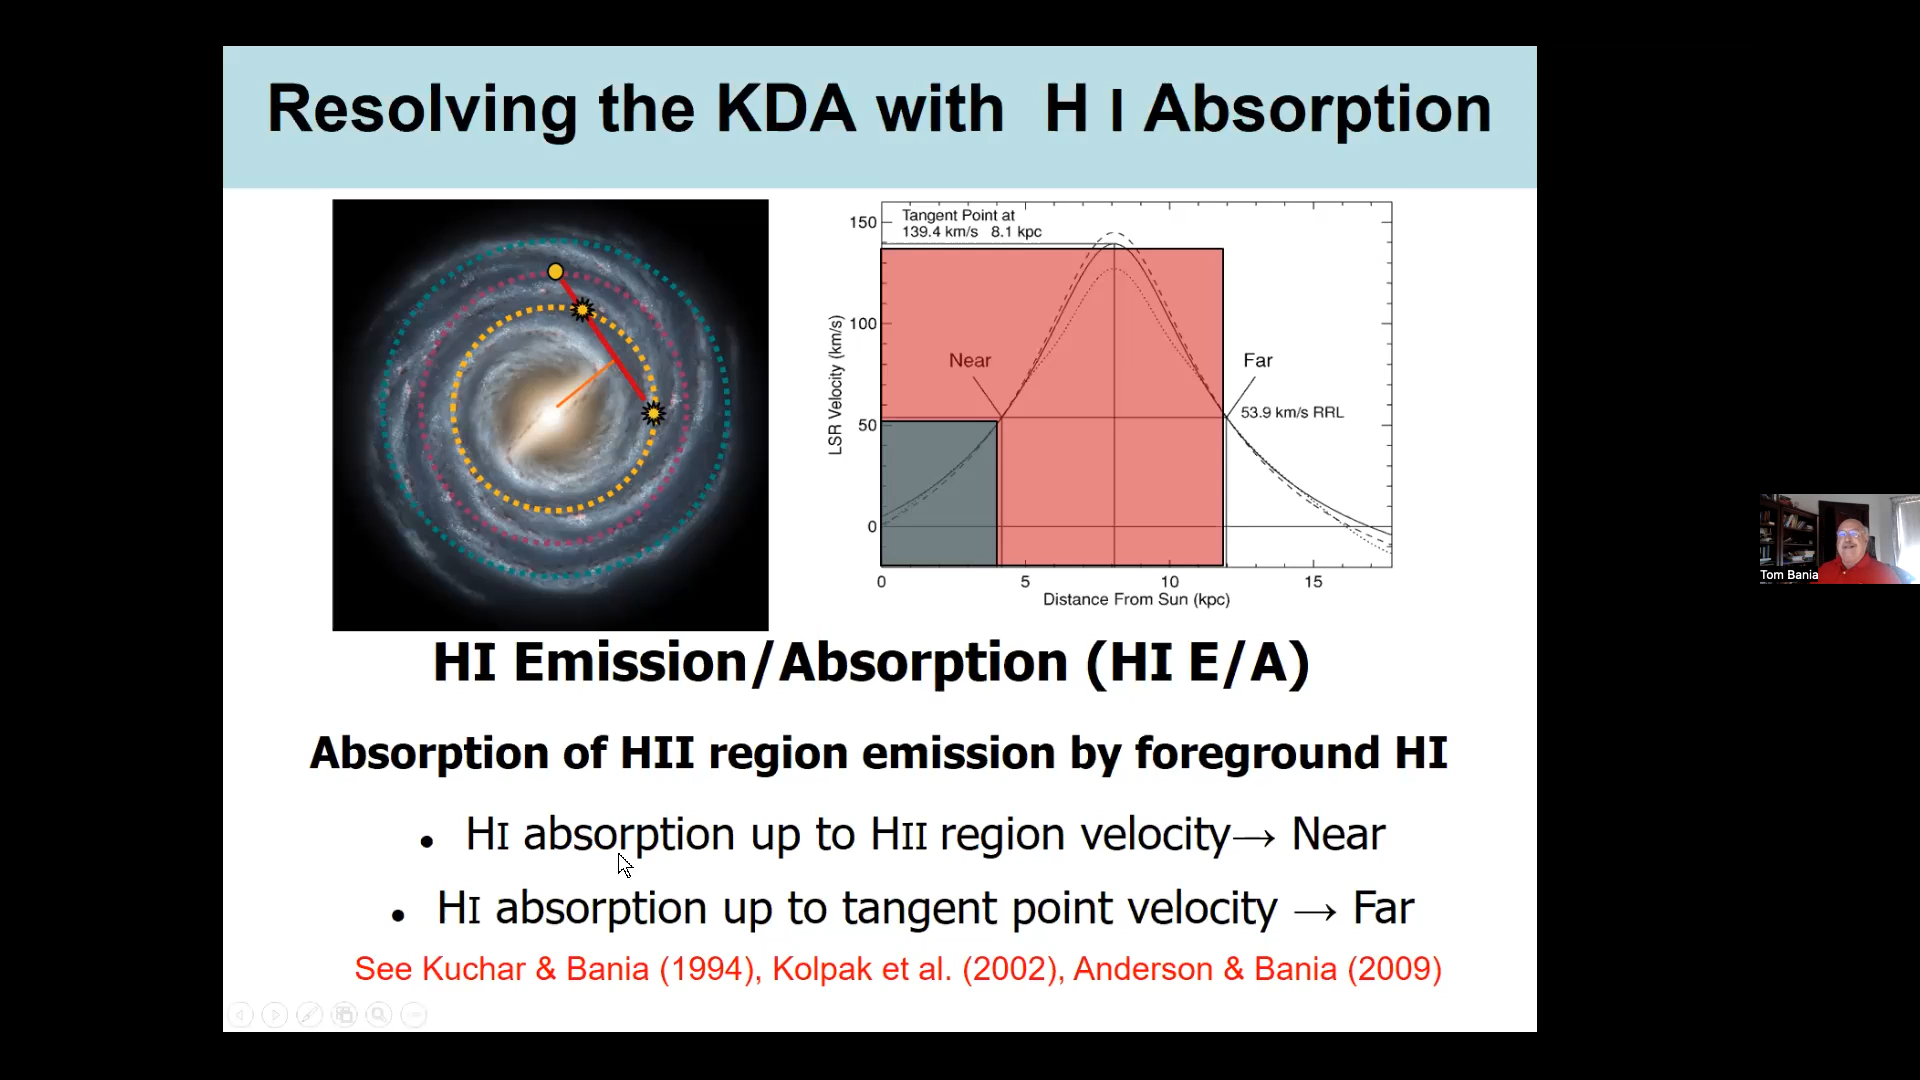 Resolving the KDA with H I Absorption
Tangent Point at
139.4 km/s 8.1 kpc
150
100
50
0
LSR Velocity (km/s)
Near
Far
53.9 km/s RRL
0 5 10 15
Distance From Sun (kpc)
HI Emission/Absorption (HI E/A)
Absorption of HII region emission by foreground HI
• HI absorption up to HII region velocity→ Near
• HI absorption up to tangent point velocity → Far
See Kuchar & Bania (1994), Kolpak et al. (2002), Anderson & Bania (2009)
Tom Bania